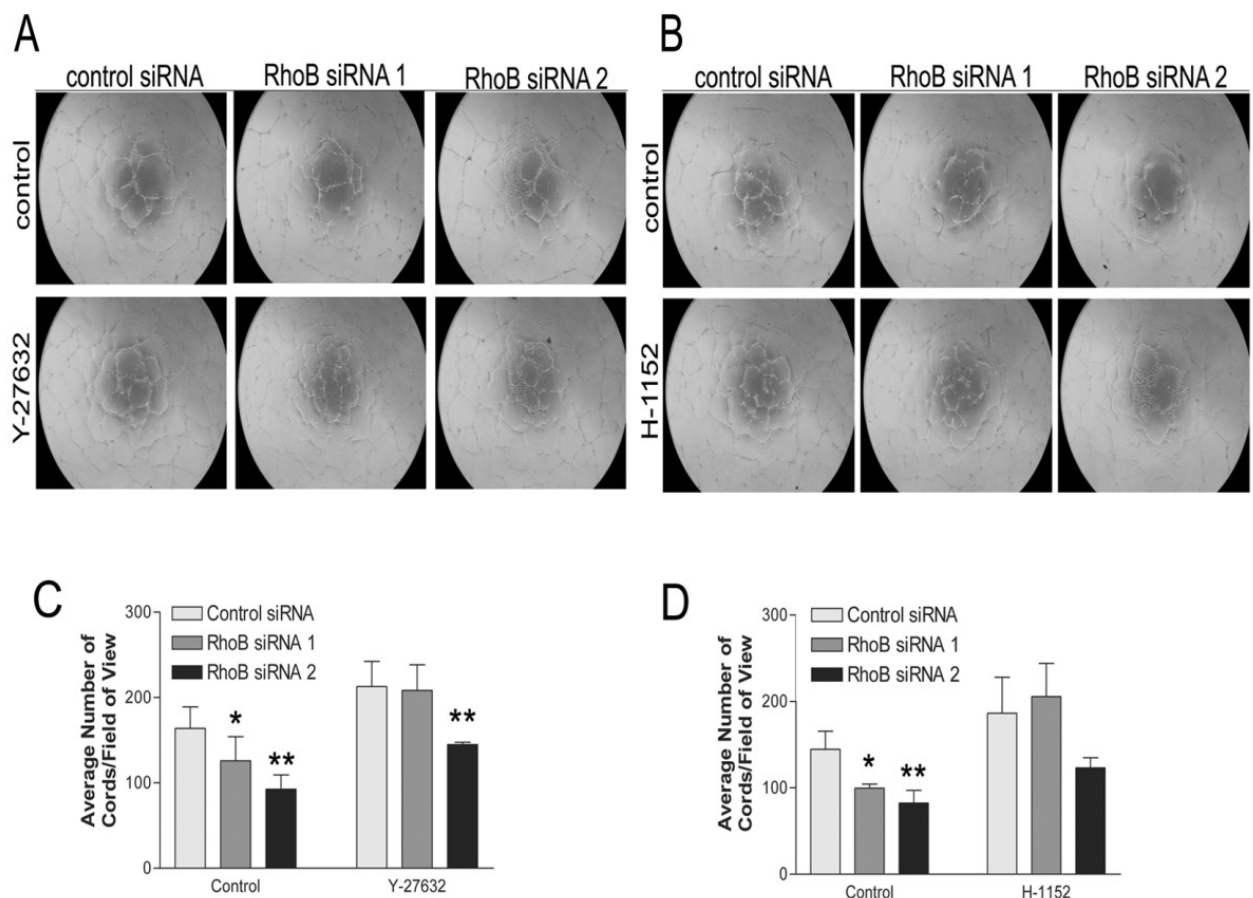 A
control siRNA RhoB siRNA 1 RhoB siRNA 2
control
Y-27632
B
control siRNA RhoB siRNA 1 RhoB siRNA 2
control
H-1152
C
Average Number of
Cords/Field of View
300
200
100
0
Control siRNA
RhoB siRNA 1
RhoB siRNA 2
*
**
**
Control Y-27632
D
Average Number of
Cords/Field of View
300
200
100
0
Control siRNA
RhoB siRNA 1
RhoB siRNA 2
*
**
Control H-1152